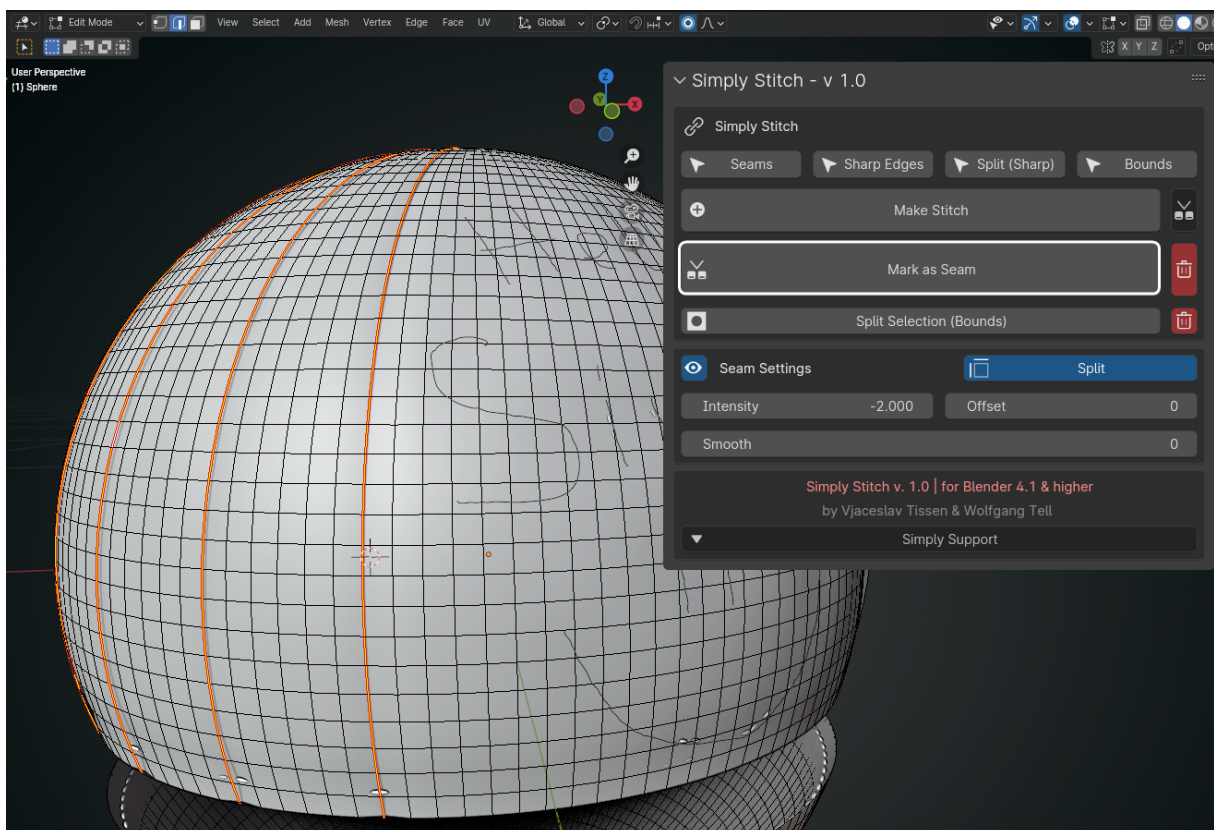 Edit Mode View Select Add Mesh Vertex Edge Face UV Global
X Y Z Opti
User Perspective
(1) Sphere
Z
Y X
Simply Stitch - v 1.0
Simply Stitch
Seams Sharp Edges Split (Sharp) Bounds
Make Stitch
Mark as Seam
Split Selection (Bounds)
Seam Settings Split
Intensity -2.000 Offset 0
Smooth 0
Simply Stitch v. 1.0 | for Blender 4.1 & higher
by Vjaceslav Tissen & Wolfgang Tell
Simply Support